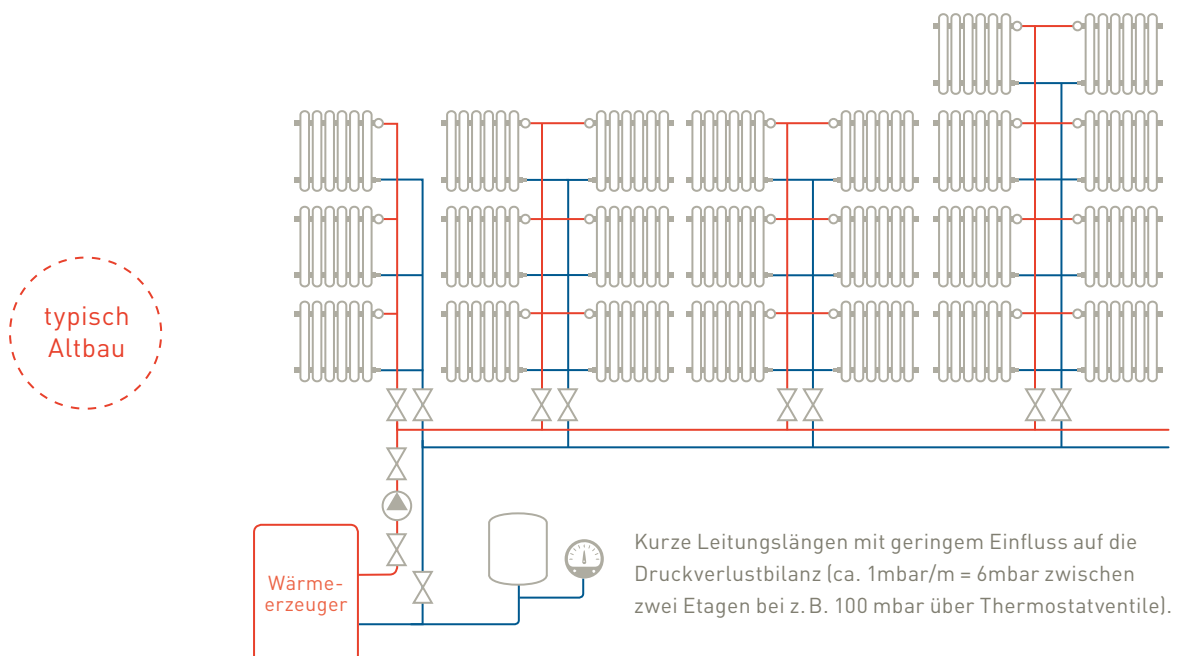 typisch
Altbau
Wärme-
erzeuger
Kurze Leitungslängen mit geringem Einfluss auf die
Druckverlustbilanz (ca. 1mbar/m = 6mbar zwischen
zwei Etagen bei z. B. 100 mbar über Thermostatventile).